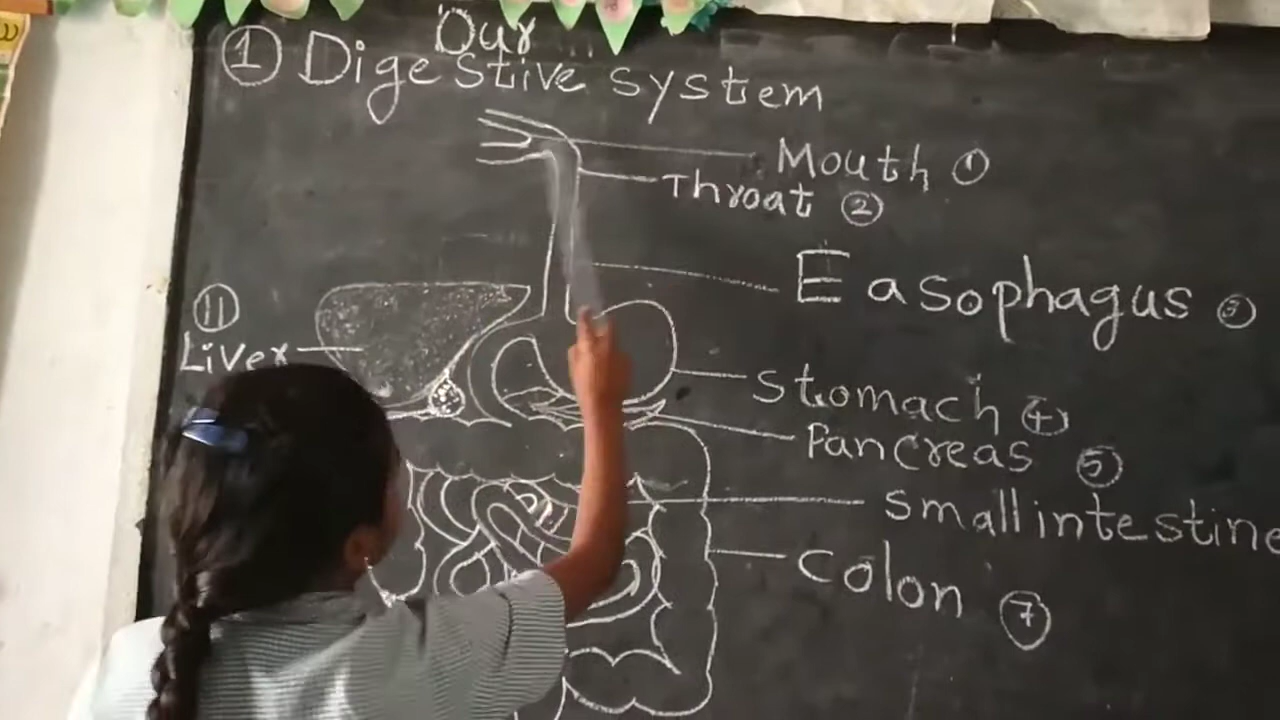 Our
① Digestive system
Mouth ①
Throat ②
Easophagus ③
⑪
Liver
Stomach ④
Pancreas ⑤
small intestine
colon ⑦